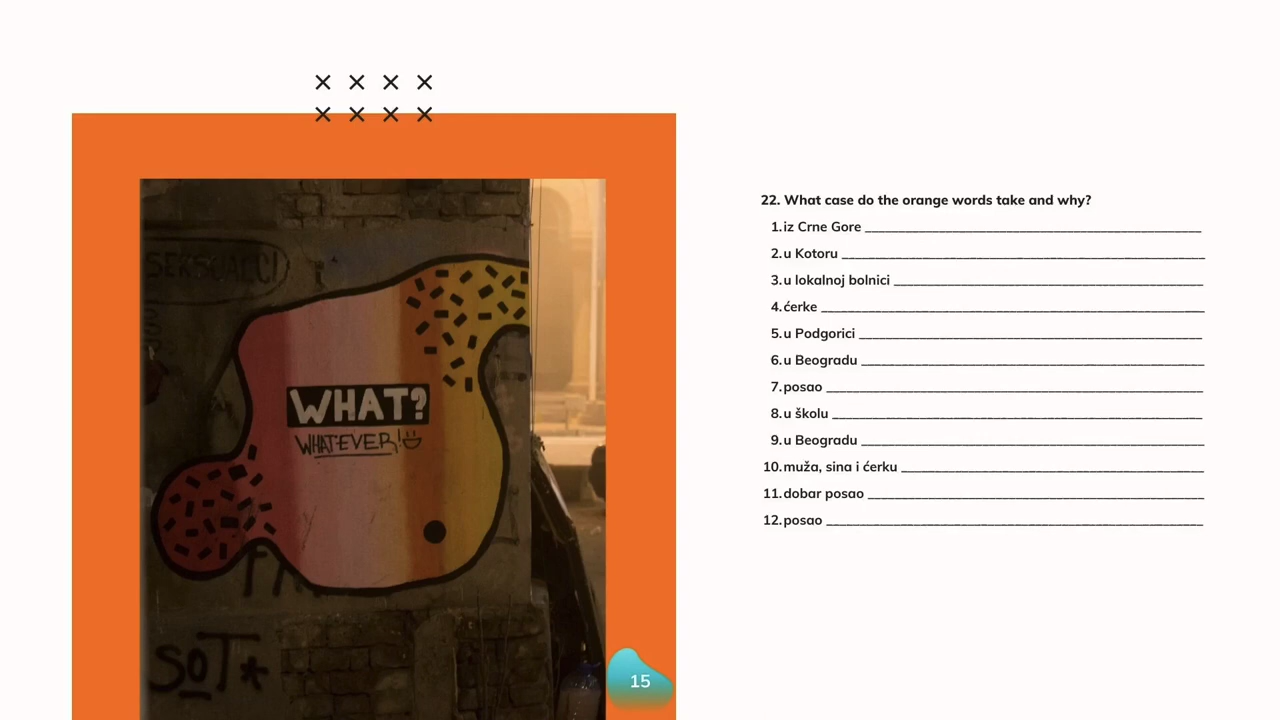 SEKSUALCI
WHAT?
WHATEVER!
SOT*
15
22. What case do the orange words take and why?
1. iz Crne Gore
2. u Kotoru
3. u lokalnoj bolnici
4. ćerke
5. u Podgorici
6. u Beogradu
7. posao
8. u školu
9. u Beogradu
10. muža, sina i ćerku
11. dobar posao
12. posao